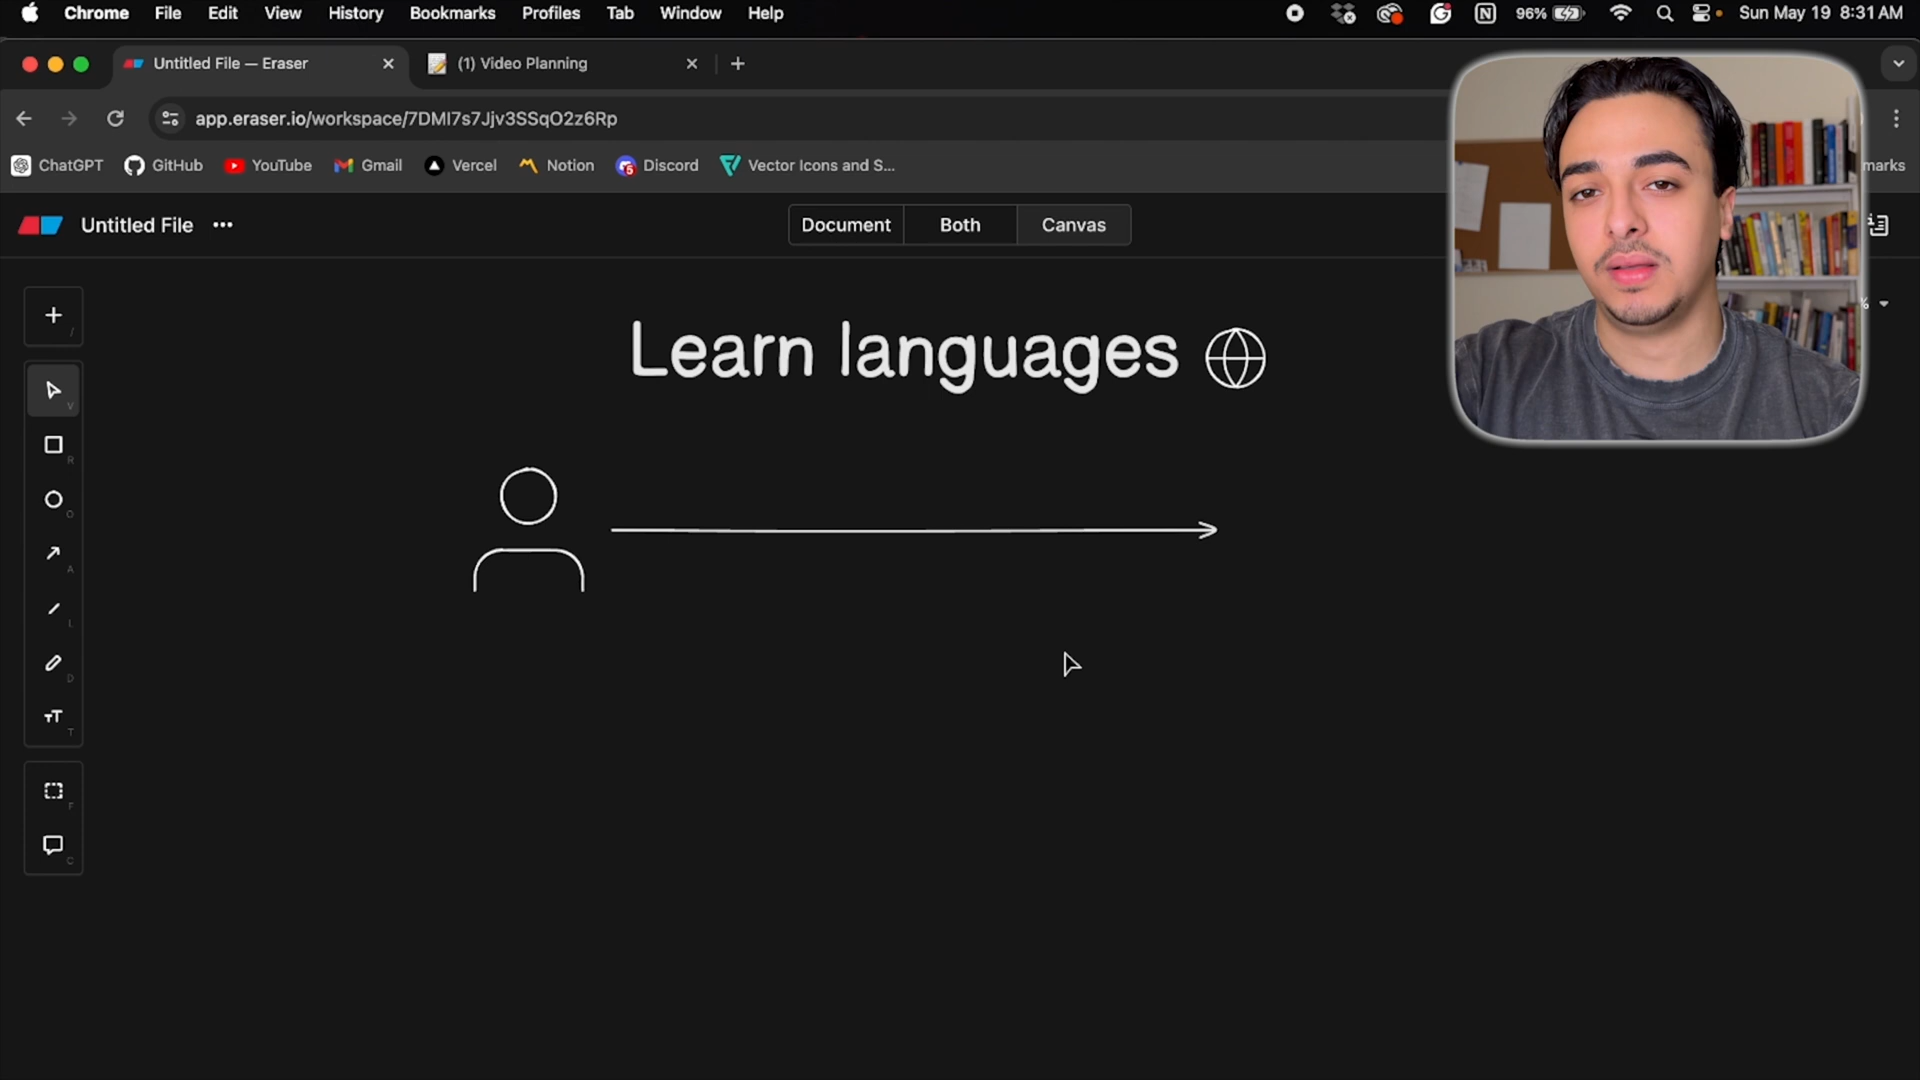 Chrome File Edit View History Bookmarks Profiles Tab Window Help 96% Sun May 19 8:31 AM
Untitled File — Eraser (1) Video Planning
app.eraser.io/workspace/7DMI7s7Jjv3SSqO2z6Rp
ChatGPT GitHub YouTube Gmail Vercel Notion Discord Vector Icons and S... marks
Untitled File ••• Document Both Canvas
%
/
Learn languages
V
R
O
A
L
D
T
F
C